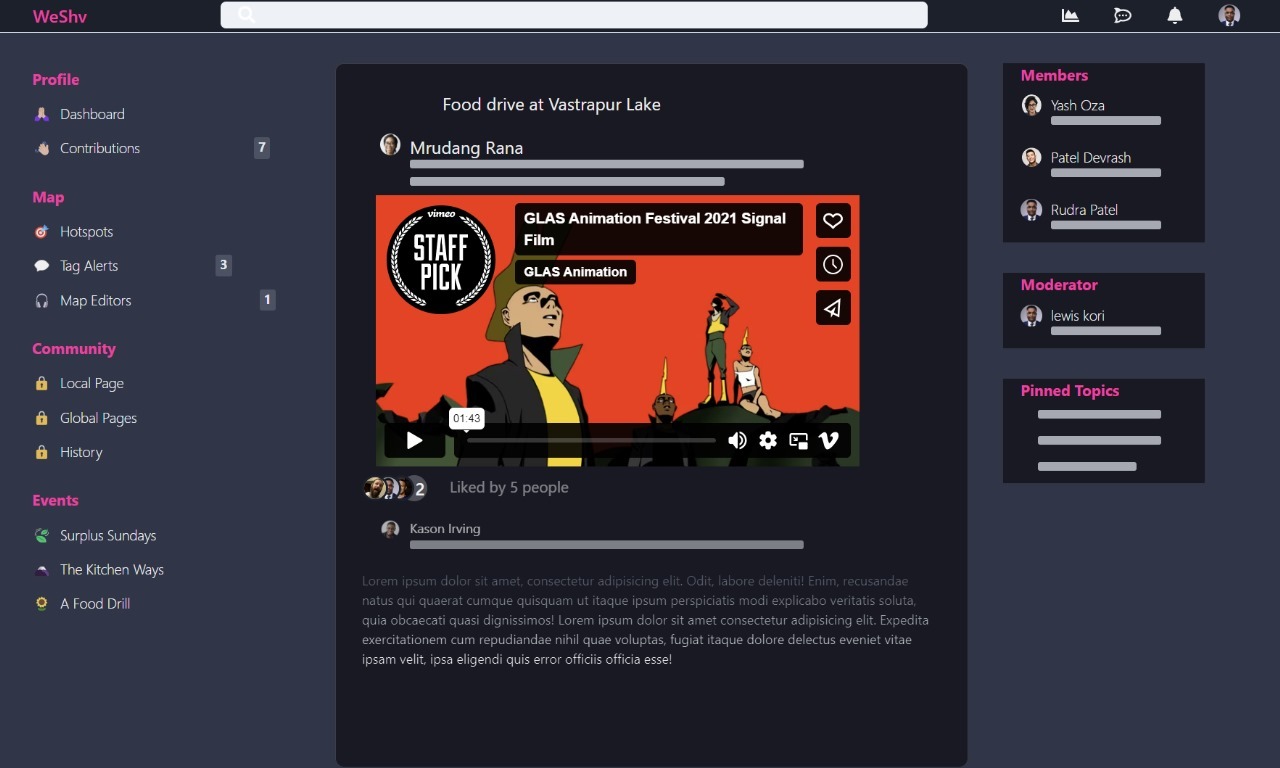 WeShv
Profile
Dashboard
Contributions 7
Map
Hotspots
Tag Alerts 3
Map Editors 1
Community
Local Page
Global Pages
History
Events
Surplus Sundays
The Kitchen Ways
A Food Drill
Food drive at Vastrapur Lake
Mrudang Rana
vimeo
STAFF
PICK
GLAS Animation Festival 2021 Signal
Film
GLAS Animation
01:43
2 Liked by 5 people
Kason Irving
Lorem ipsum dolor sit amet, consectetur adipisicing elit. Odit, labore deleniti! Enim, recusandae
natus qui quaerat cumque quisquam ut itaque ipsum perspiciatis modi explicabo veritatis soluta,
quia obcaecati quasi dignissimos! Lorem ipsum dolor sit amet consectetur adipisicing elit. Expedita
exercitationem cum repudiandae nihil quae voluptas, fugiat itaque dolore delectus eveniet vitae
ipsam velit, ipsa eligendi quis error officiis officia esse!
Members
Yash Oza
Patel Devrash
Rudra Patel
Moderator
lewis kori
Pinned Topics